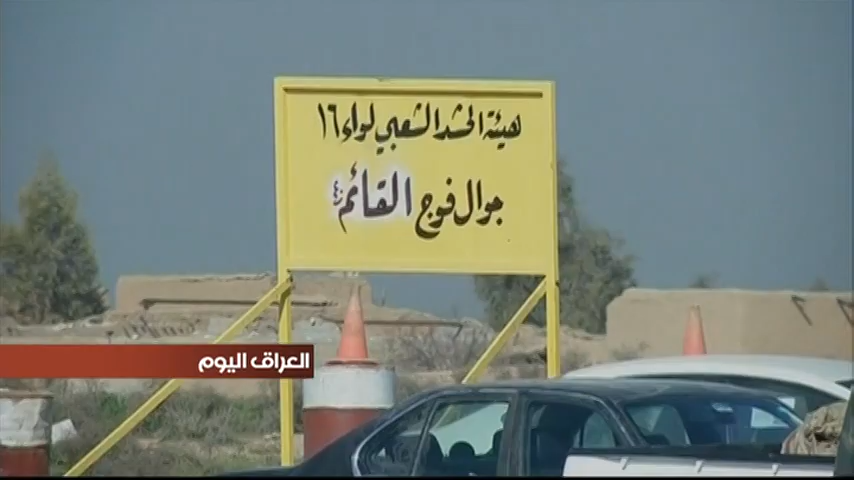 هيئة الحشد الشعبي لواء ١٦
جوال فوج القائم
العراق اليوم